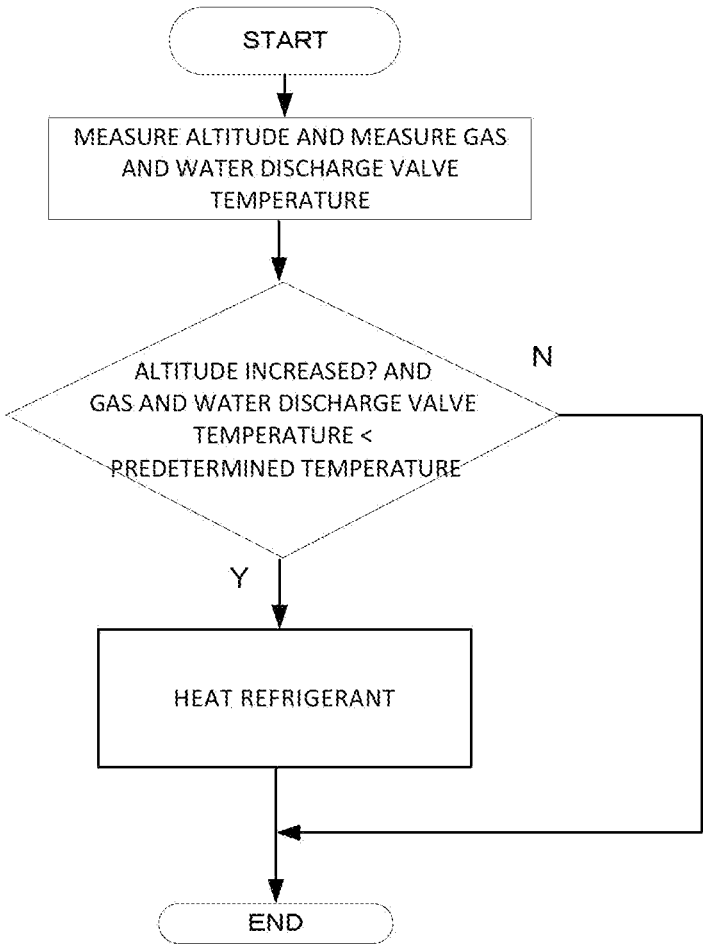 START
MEASURE ALTITUDE AND MEASURE GAS
AND WATER DISCHARGE VALVE
TEMPERATURE
ALTITUDE INCREASED? AND
GAS AND WATER DISCHARGE VALVE
TEMPERATURE <
PREDETERMINED TEMPERATURE
N
Y
HEAT REFRIGERANT
END